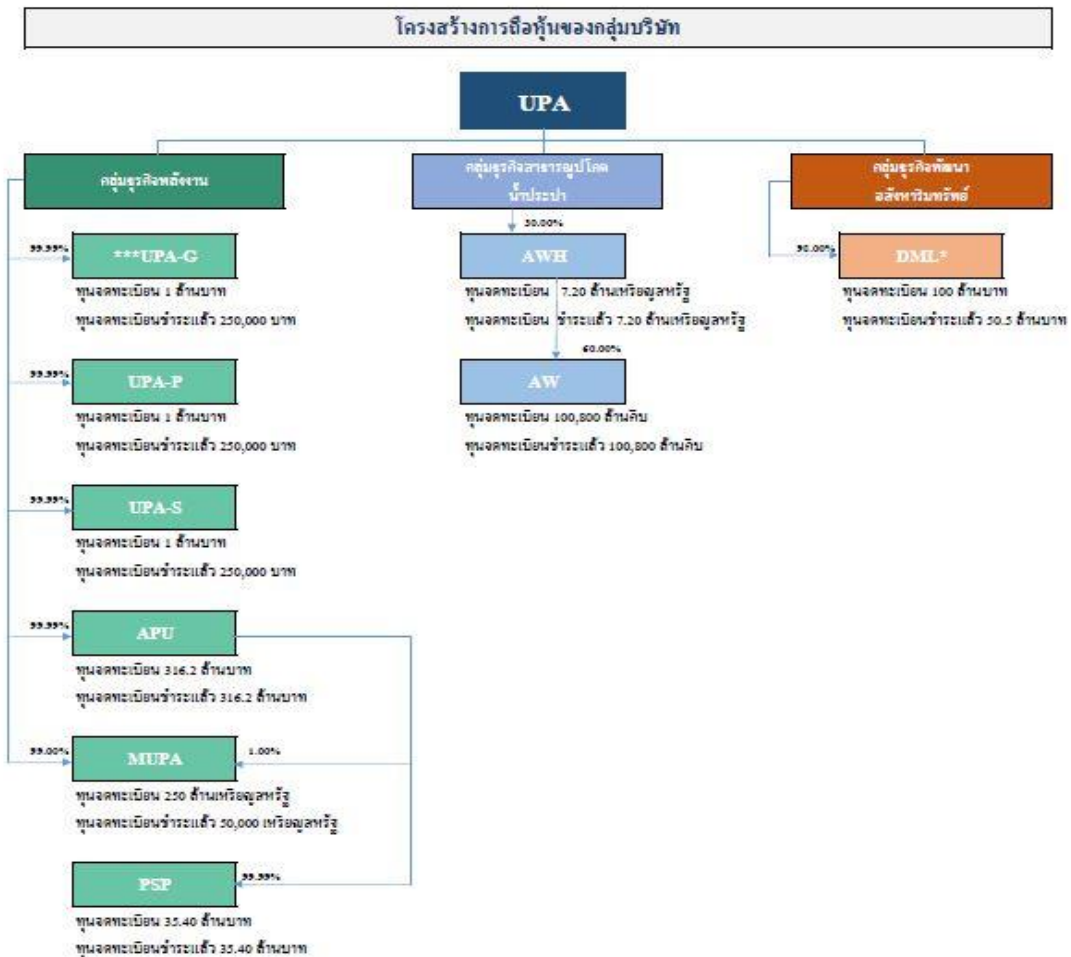 โครงสร้างการถือหุ้นของกลุ่มบริษัท
UPA
กลุ่มธุรกิจพลังงาน
กลุ่มธุรกิจสาธารณูปโภค
น้ำประปา
กลุ่มธุรกิจพัฒนา
อสังหาริมทรัพย์
99.99%
***UPA-G
ทุนจดทะเบียน 1 ล้านบาท
ทุนจดทะเบียนชำระแล้ว 250,000 บาท
30.00%
AWH
ทุนจดทะเบียน 7.20 ล้านเหรียญสหรัฐ
ทุนจดทะเบียน ชำระแล้ว 7.20 ล้านเหรียญสหรัฐ
90.00%
DML*
ทุนจดทะเบียน 100 ล้านบาท
ทุนจดทะเบียนชำระแล้ว 50.5 ล้านบาท
99.99%
UPA-P
ทุนจดทะเบียน 1 ล้านบาท
ทุนจดทะเบียนชำระแล้ว 250,000 บาท
60.00%
AW
ทุนจดทะเบียน 100,800 ล้านกีบ
ทุนจดทะเบียนชำระแล้ว 100,800 ล้านกีบ
99.99%
UPA-S
ทุนจดทะเบียน 1 ล้านบาท
ทุนจดทะเบียนชำระแล้ว 250,000 บาท
99.99%
APU
ทุนจดทะเบียน 316.2 ล้านบาท
ทุนจดทะเบียนชำระแล้ว 316.2 ล้านบาท
99.00%
MUPA
1.00%
ทุนจดทะเบียน 250 ล้านเหรียญสหรัฐ
ทุนจดทะเบียนชำระแล้ว 50,000 เหรียญสหรัฐ
PSP
99.99%
ทุนจดทะเบียน 35.40 ล้านบาท
ทุนจดทะเบียนชำระแล้ว 35.40 ล้านบาท